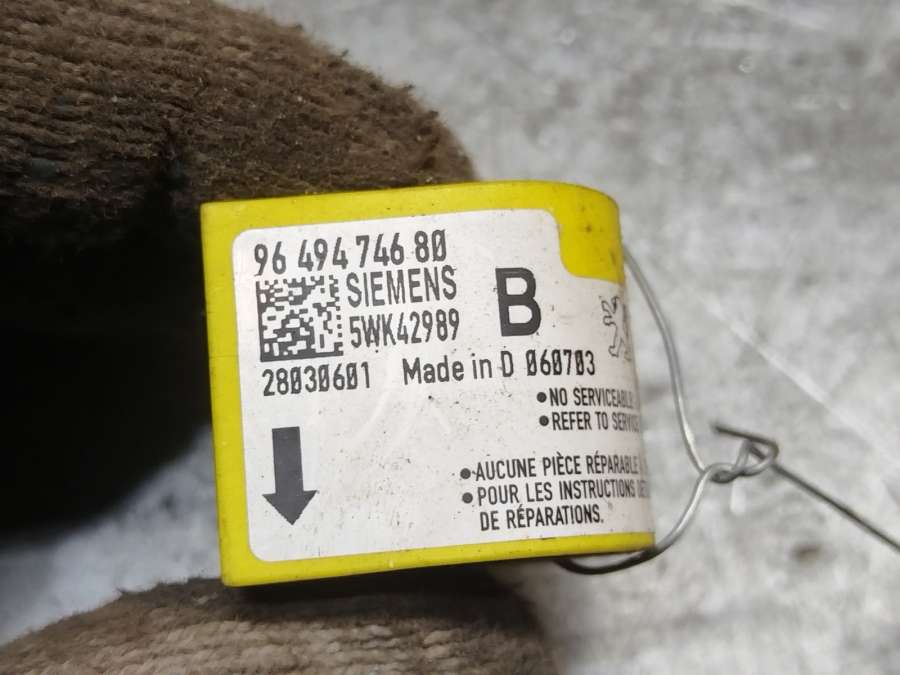 96 494 746 80
SIEMENS
5WK42989
B
28030601 Made in D 060703
•NO SERVICEABLE
•REFER TO SERVICE
•AUCUNE PIÈCE RÉPARABLE
•POUR LES INSTRUCTIONS
DE RÉPARATIONS.